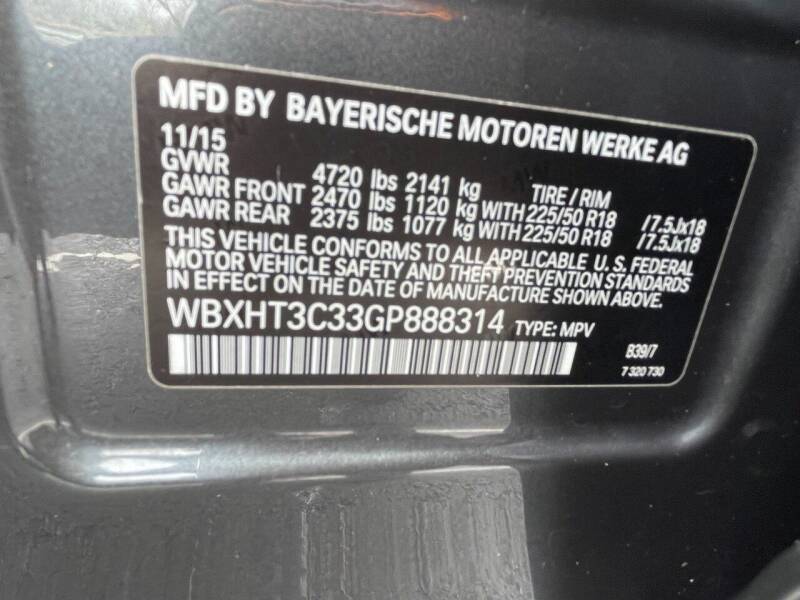 MFD BY BAYERISCHE MOTOREN WERKE AG
11/15
GVWR 4720 lbs 2141 kg TIRE / RIM
GAWR FRONT 2470 lbs 1120 kg WITH 225/50 R18 /7.5Jx18
GAWR REAR 2375 lbs 1077 kg WITH 225/50 R18 /7.5Jx18
THIS VEHICLE CONFORMS TO ALL APPLICABLE U.S. FEDERAL
MOTOR VEHICLE SAFETY AND THEFT PREVENTION STANDARDS
IN EFFECT ON THE DATE OF MANUFACTURE SHOWN ABOVE.
WBXHT3C33GP888314 TYPE: MPV
B39/7
7 320 730